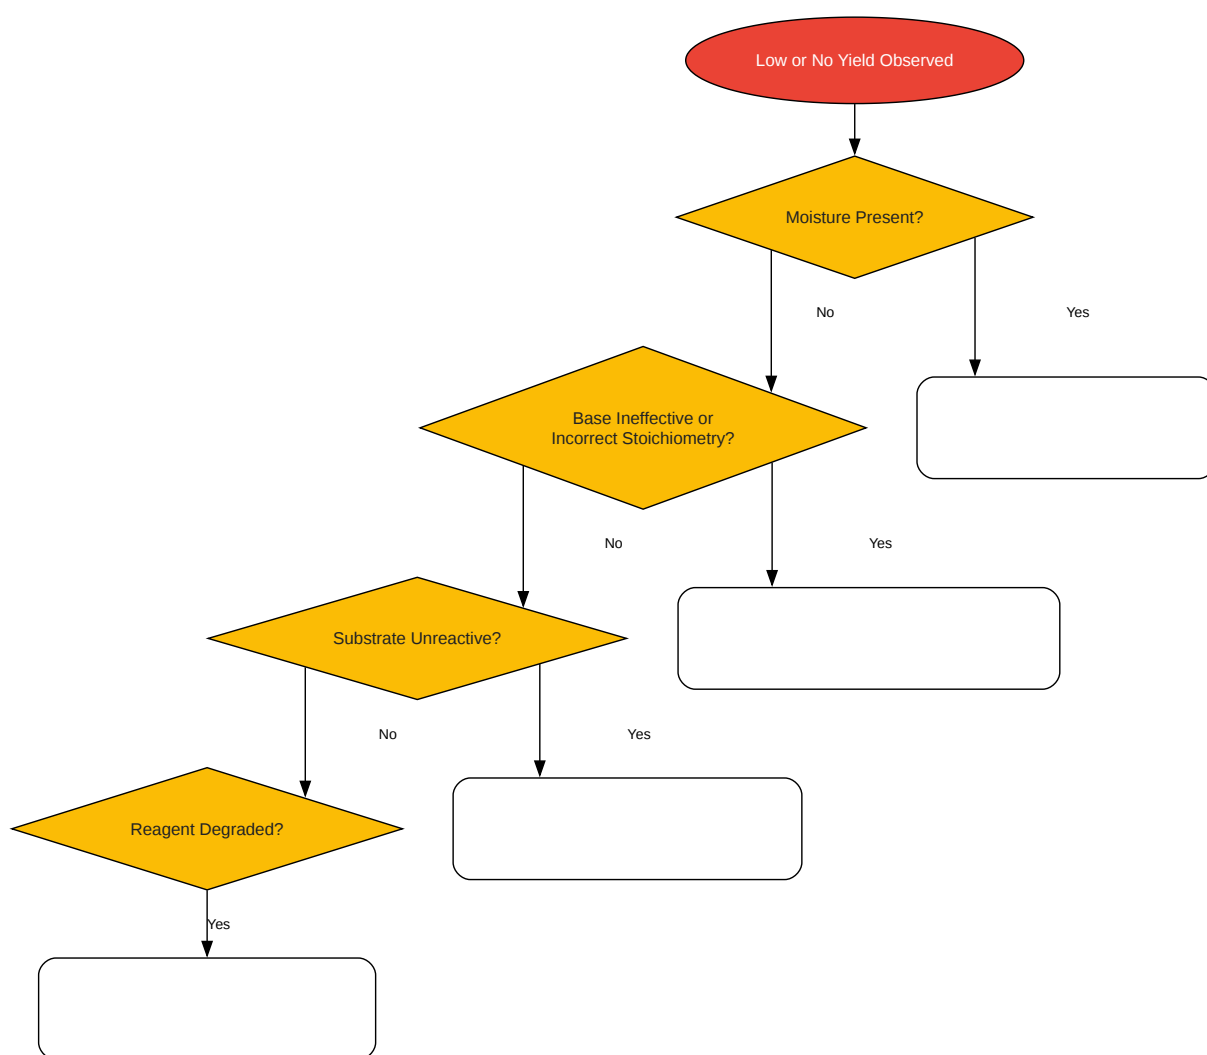 Low or No Yield Observed
Moisture Present?
No
Yes
Base Ineffective or
Incorrect Stoichiometry?
No
Yes
Substrate Unreactive?
No
Yes
Reagent Degraded?
Yes